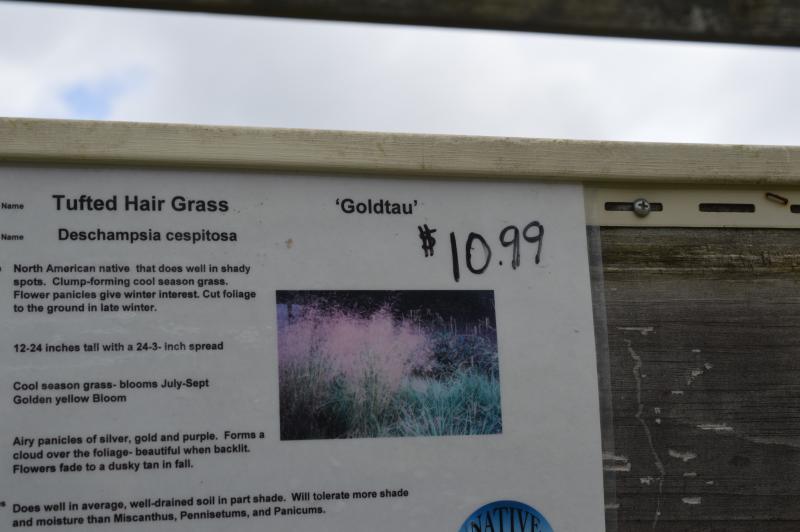 Name Tufted Hair Grass 'Goldtau'
Name Deschampsia cespitosa
$10.99
North American native that does well in shady
spots. Clump-forming cool season grass.
Flower panicles give winter interest. Cut foliage
to the ground in late winter.
12-24 inches tall with a 24-3- inch spread
Cool season grass- blooms July-Sept
Golden yellow Bloom
Airy panicles of silver, gold and purple. Forms a
cloud over the foliage- beautiful when backlit.
Flowers fade to a dusky tan in fall.
Does well in average, well-drained soil in part shade. Will tolerate more shade
and moisture than Miscanthus, Pennisetums, and Panicums.
NATIVE